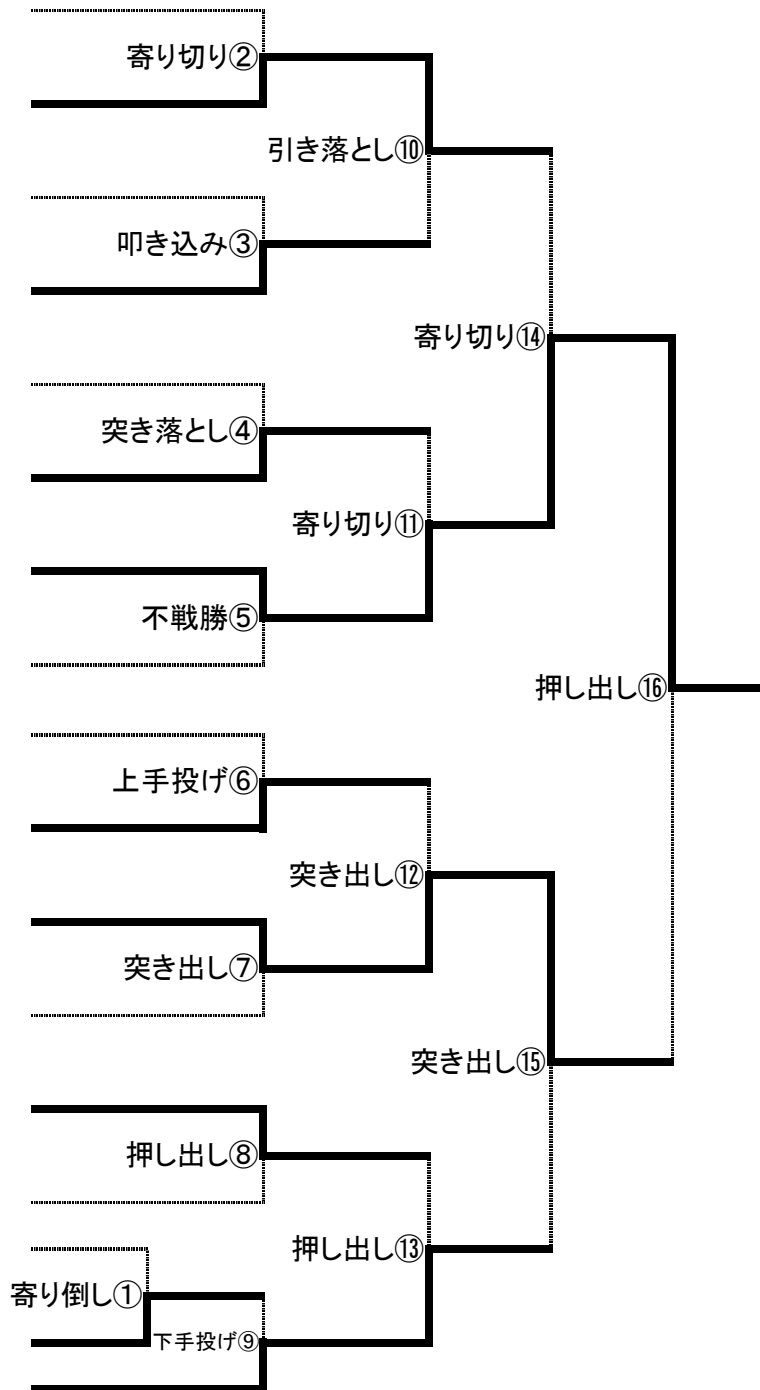 寄り切り②
引き落とし⑩
叩き込み③
寄り切り⑭
突き落とし④
寄り切り⑪
不戦勝⑤
押し出し⑯
上手投げ⑥
突き出し⑫
突き出し⑦
突き出し⑮
押し出し⑧
押し出し⑬
寄り倒し①
下手投げ⑨